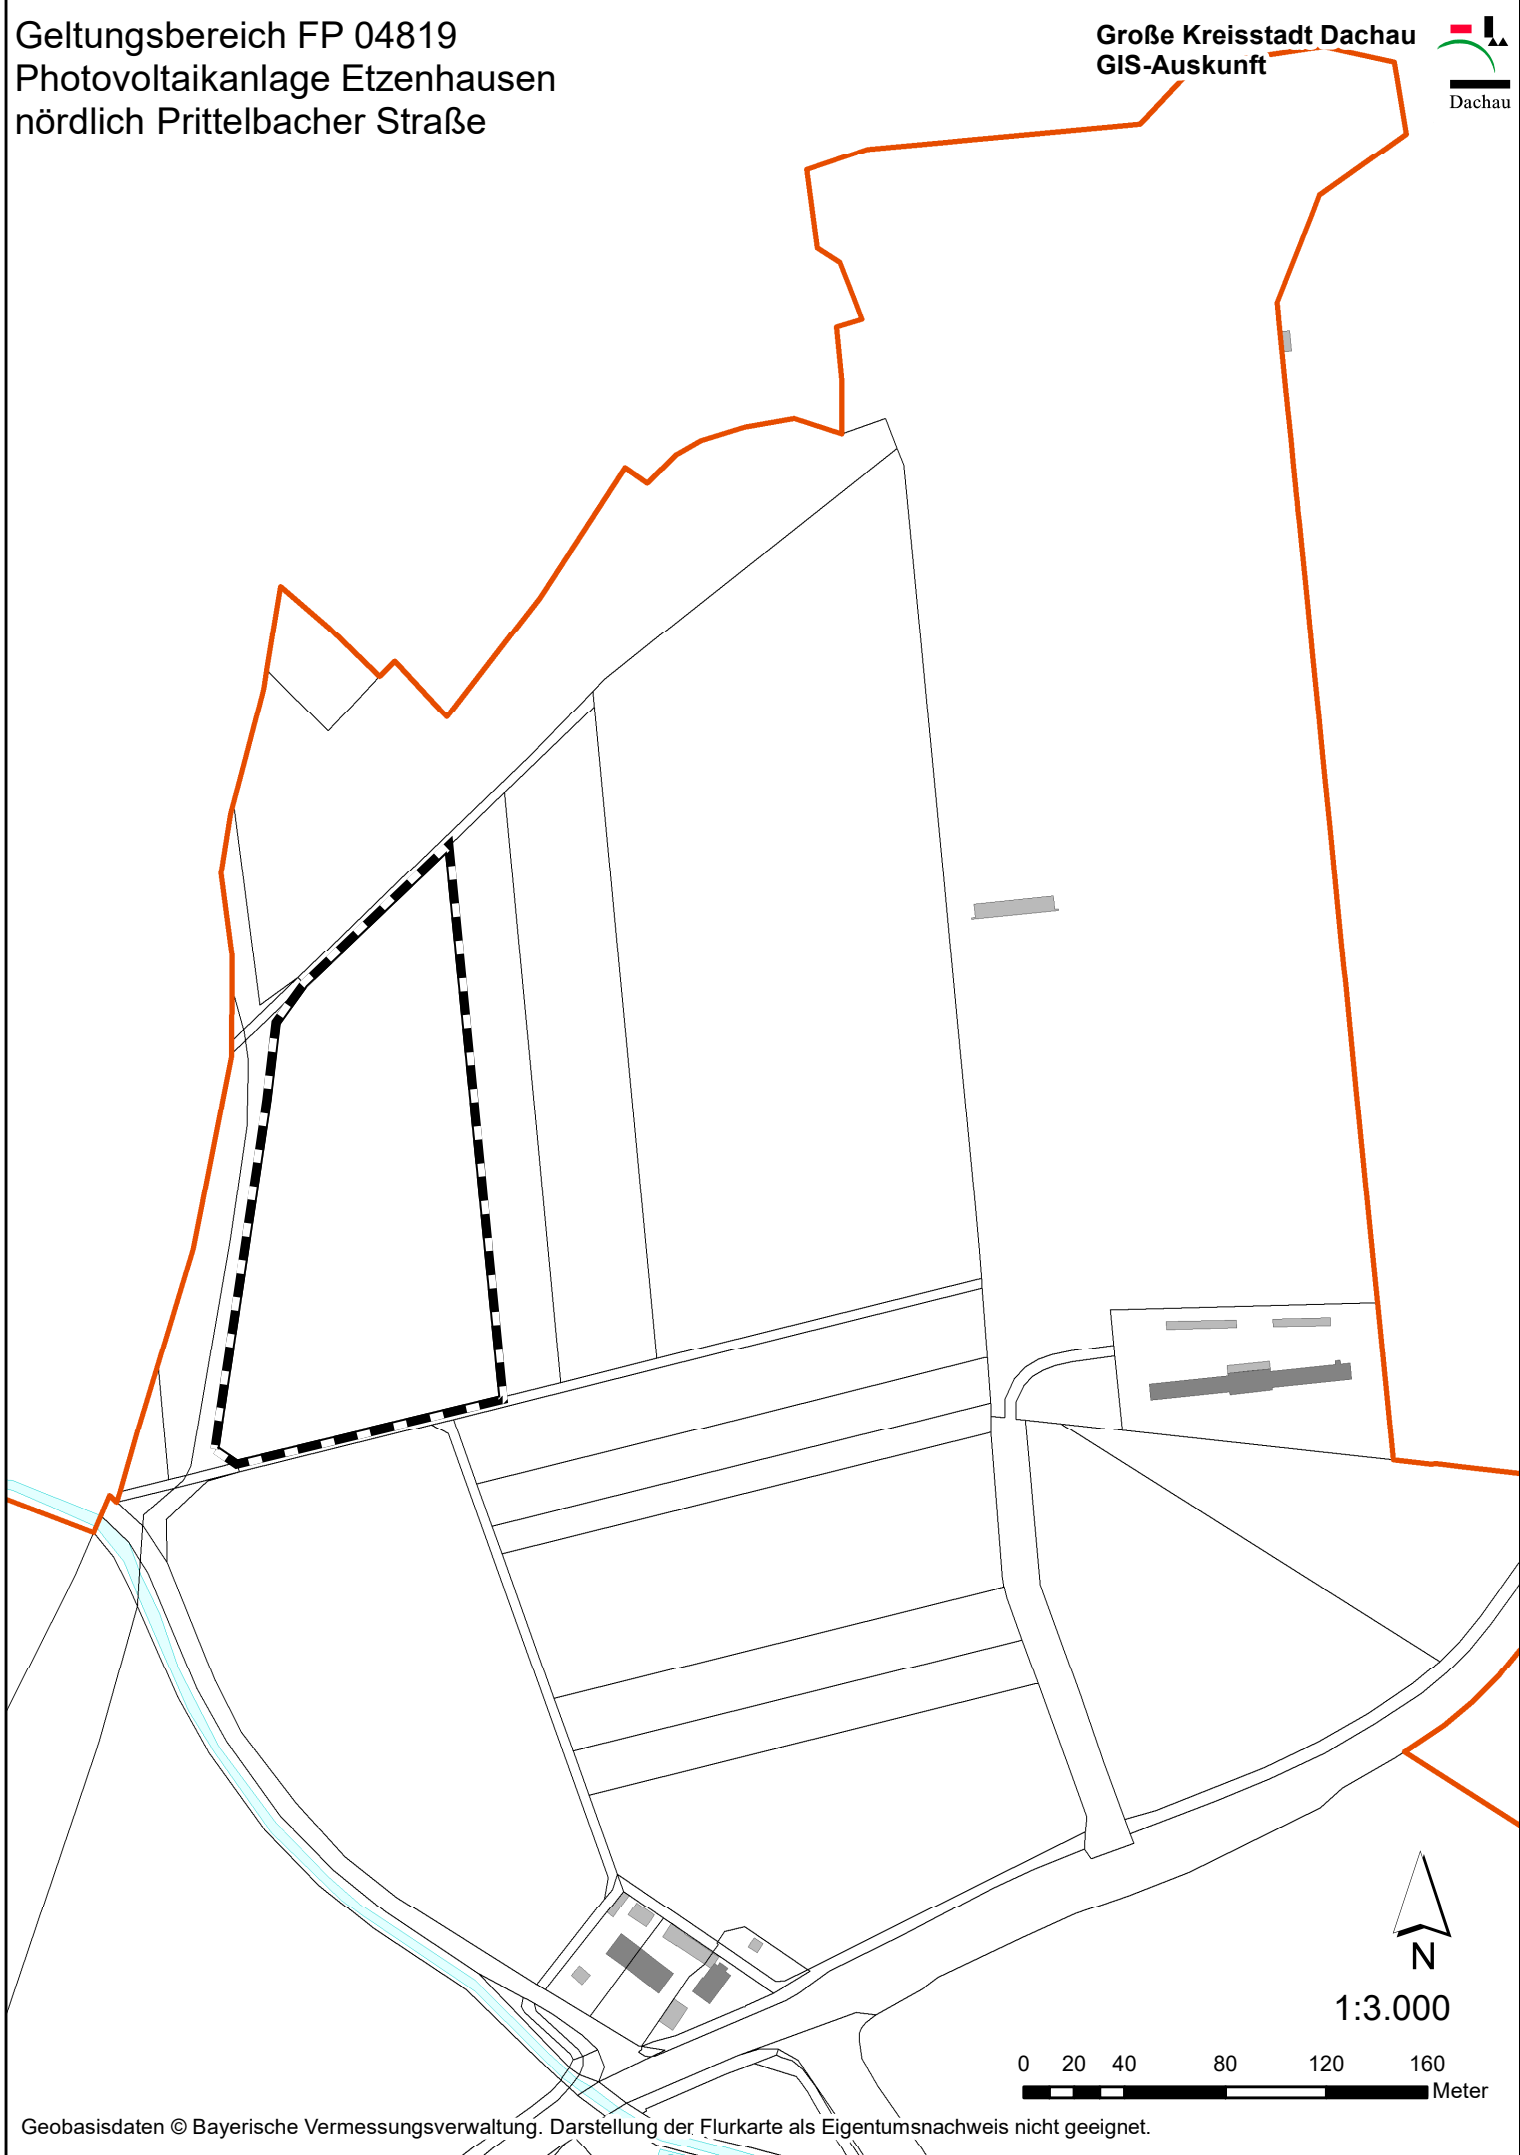 Geltungsbereich FP 04819
Photovoltaikanlage Etzenhausen
nördlich Prittelbacher Straße
Große Kreisstadt Dachau
GIS-Auskunft
Dachau
N
1:3.000
0 20 40 80 120 160
Meter
Geobasisdaten © Bayerische Vermessungsverwaltung. Darstellung der Flurkarte als Eigentumsnachweis nicht geeignet.